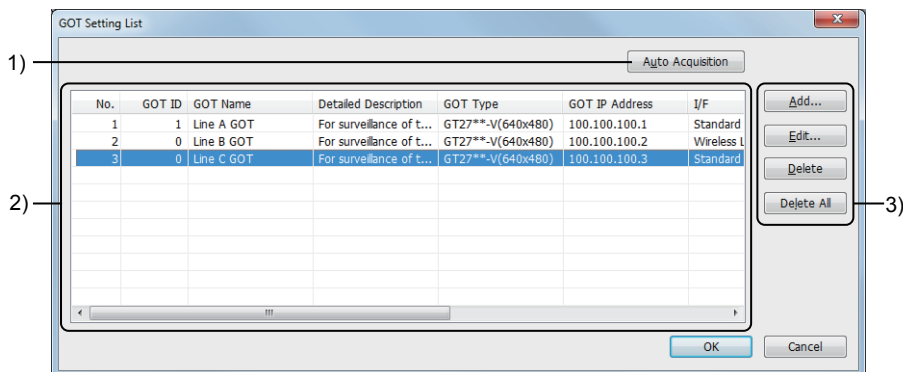 GOT Setting List
1)
Auto Acquisition
No. GOT ID GOT Name Detailed Description GOT Type GOT IP Address I/F
1 1 Line A GOT For surveillance of t... GT27**-V(640x480) 100.100.100.1 Standard
2 0 Line B GOT For surveillance of t... GT27**-V(640x480) 100.100.100.2 Wireless L
3 0 Line C GOT For surveillance of t... GT27**-V(640x480) 100.100.100.3 Standard
Add...
Edit...
Delete
Delete All
2)
3)
OK Cancel